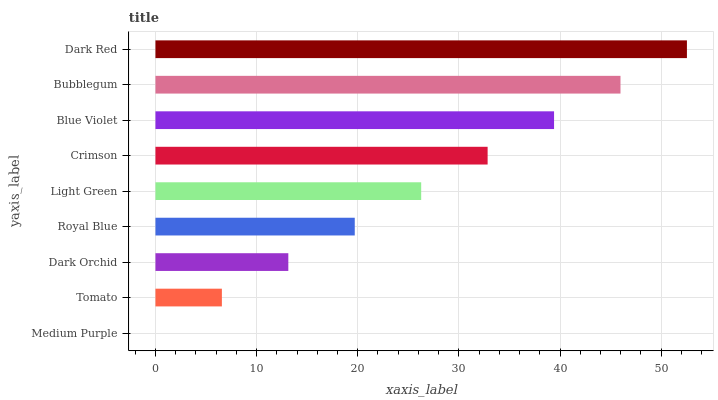 title
Dark Red
Bubblegum
Blue Violet
Crimson
Light Green
Royal Blue
Dark Orchid
Tomato
Medium Purple
yaxis_label
0 10 20 30 40 50
xaxis_label